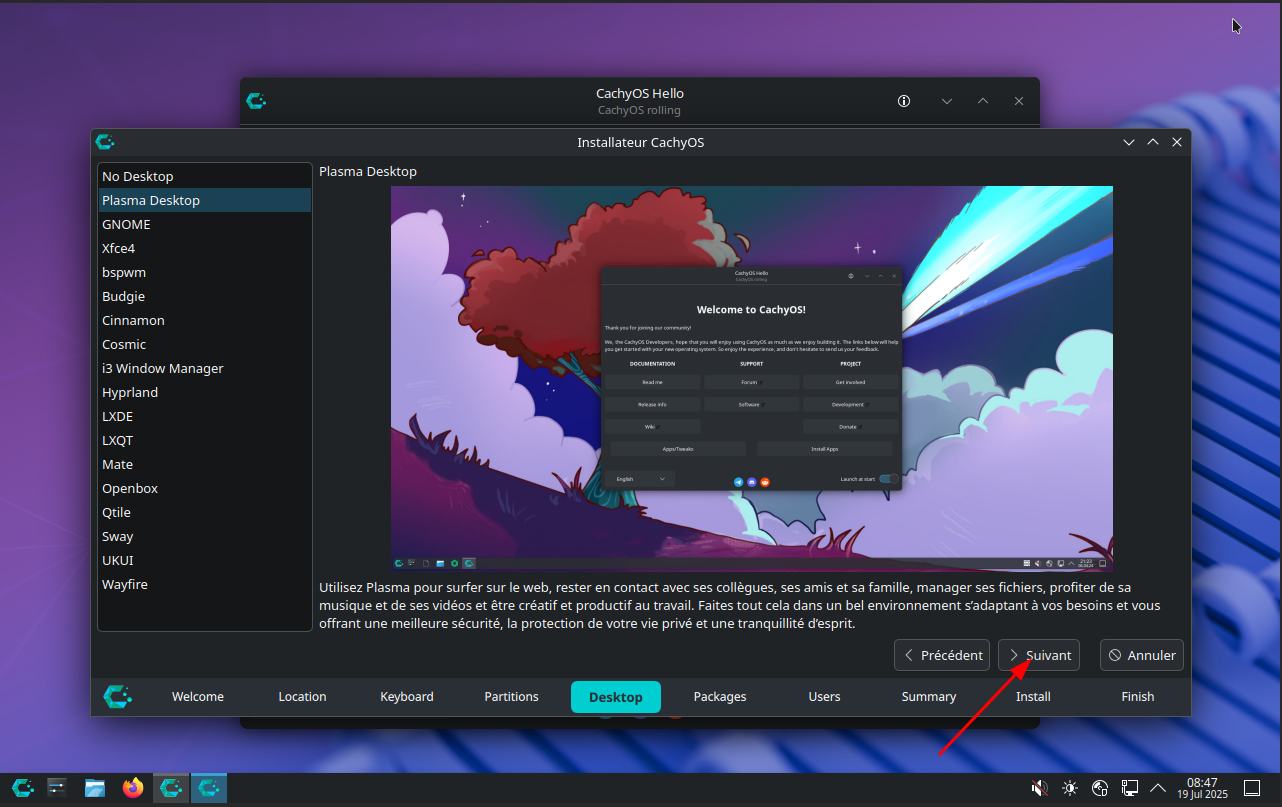 CachyOS Hello
CachyOS rolling
Installateur CachyOS
No Desktop
Plasma Desktop
GNOME
Xfce4
bspwm
Budgie
Cinnamon
Cosmic
i3 Window Manager
Hyprland
LXDE
LXQT
Mate
Openbox
Qtile
Sway
UKUI
Wayfire
Plasma Desktop
CachyOS Hello
CachyOS rolling
Welcome to CachyOS!
Thank you for joining our community!
We, the CachyOS Developers, hope that you will enjoy using CachyOS as much as we enjoy building it. The links below will help
you get started with your new operating system. So enjoy the experience, and don't hesitate to send us your feedback.
DOCUMENTATION SUPPORT PROJECT
Read me Forum Get involved
Release info Software Development
Wiki Donate
Apps/Tweaks Install Apps
English Launch at start
Utilisez Plasma pour surfer sur le web, rester en contact avec ses collègues, ses amis et sa famille, manager ses fichiers, profiter de sa
musique et de ses vidéos et être créatif et productif au travail. Faites tout cela dans un bel environnement s’adaptant à vos besoins et vous
offrant une meilleure sécurité, la protection de votre vie privé et une tranquillité d’esprit.
Précédent Suivant Annuler
Welcome Location Keyboard Partitions Desktop Packages Users Summary Install Finish
08:47
19 Jul 2025